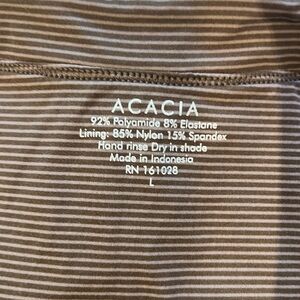 ACACIA
92% Polyamide 8% Elastane
Lining: 85% Nylon 15% Spandex
Hand rinse Dry in shade
Made in Indonesia
RN 161028
L